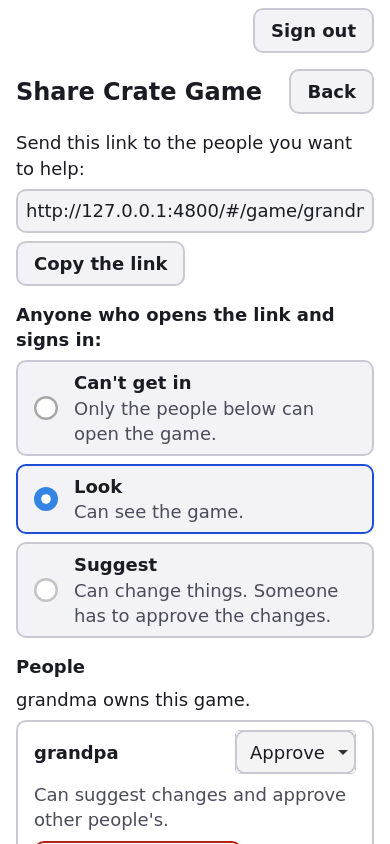 Sign out
Share Crate Game
Back
Send this link to the people you want
to help:
http://127.0.0.1:4800/#/game/grandr
Copy the link
Anyone who opens the link and
signs in:
Can't get in
Only the people below can
open the game.
Look
Can see the game.
Suggest
Can change things. Someone
has to approve the changes.
People
grandma owns this game.
grandpa
Approve
Can suggest changes and approve
other people's.